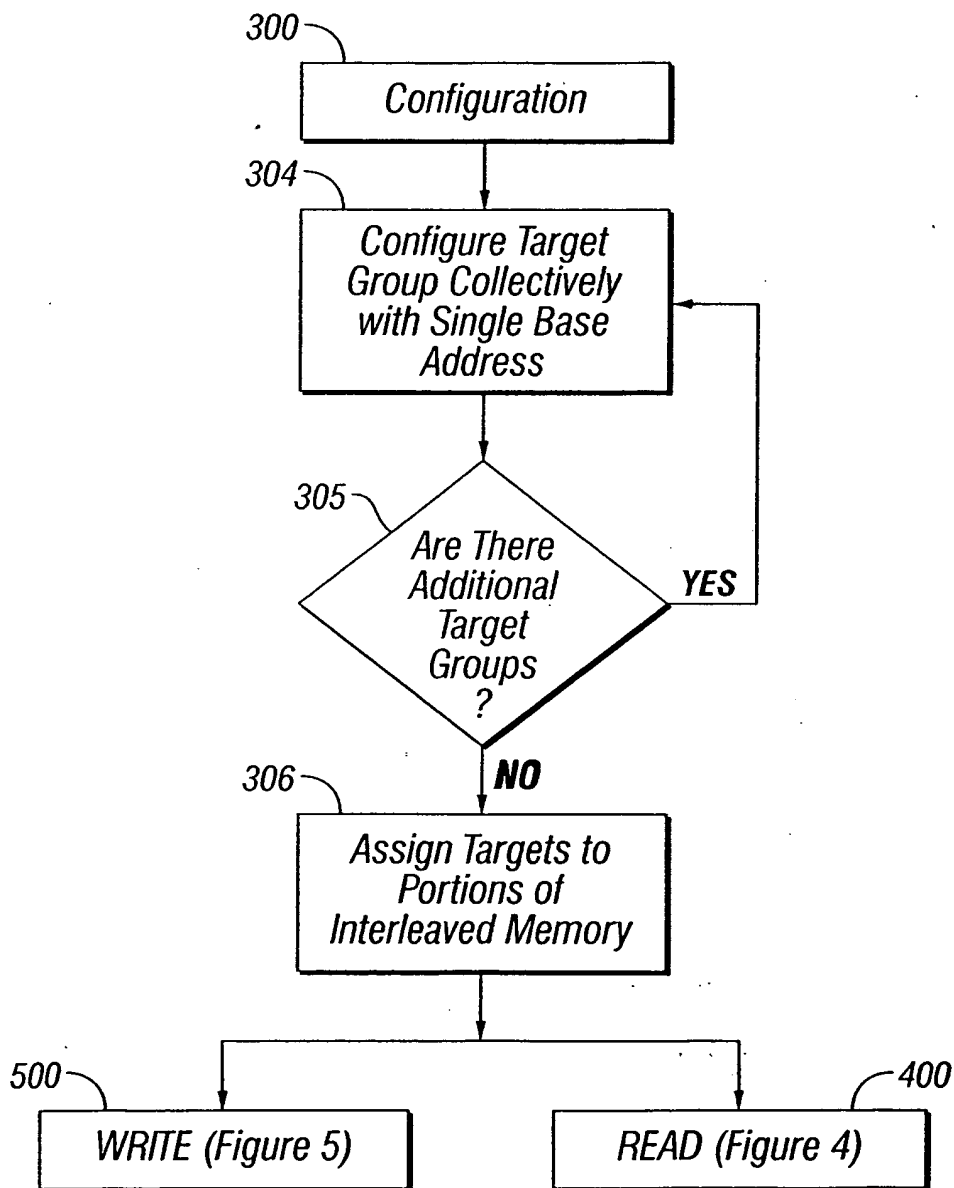 300
Configuration
304
Configure Target
Group Collectively
with Single Base
Address
305
Are There
Additional
Target
Groups
?
YES
NO
306
Assign Targets to
Portions of
Interleaved Memory
500
WRITE (Figure 5)
400
READ (Figure 4)